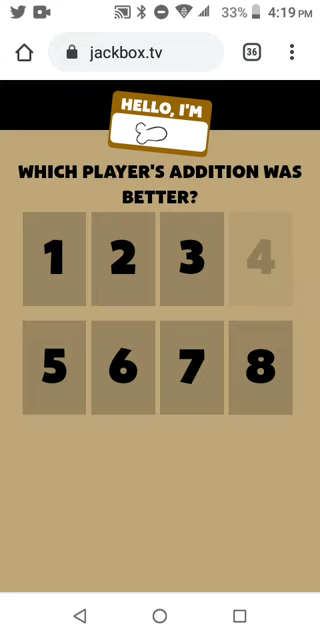 33% 4:19 PM
jackbox.tv 36
HELLO, I'M
WHICH PLAYER'S ADDITION WAS
BETTER?
1 2 3 4
5 6 7 8